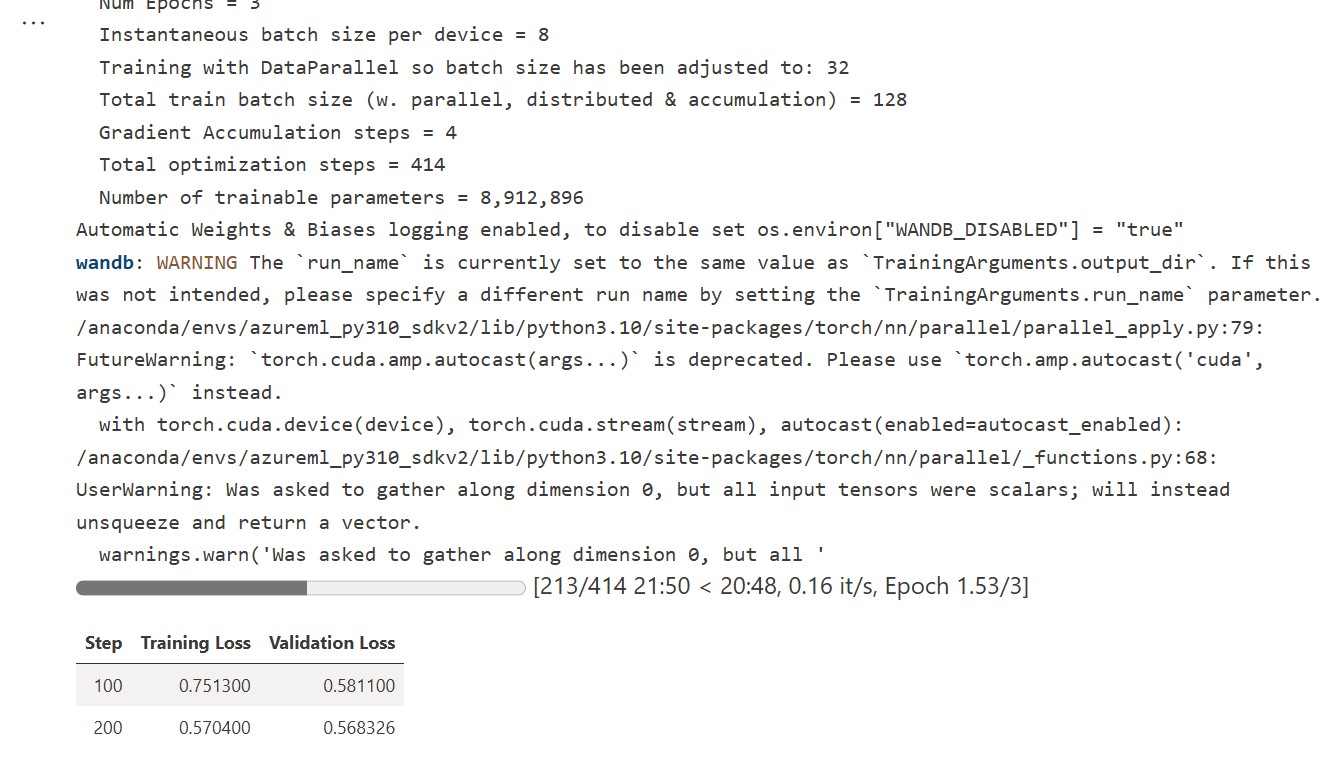 ...
Num Epochs = 3
Instantaneous batch size per device = 8
Training with DataParallel so batch size has been adjusted to: 32
Total train batch size (w. parallel, distributed & accumulation) = 128
Gradient Accumulation steps = 4
Total optimization steps = 414
Number of trainable parameters = 8,912,896
Automatic Weights & Biases logging enabled, to disable set os.environ["WANDB_DISABLED"] = "true"
wandb: WARNING The `run_name` is currently set to the same value as `TrainingArguments.output_dir`. If this
was not intended, please specify a different run name by setting the `TrainingArguments.run_name` parameter.
/anaconda/envs/azureml_py310_sdkv2/lib/python3.10/site-packages/torch/nn/parallel/parallel_apply.py:79:
FutureWarning: `torch.cuda.amp.autocast(args...)` is deprecated. Please use `torch.amp.autocast('cuda',
args...)` instead.
with torch.cuda.device(device), torch.cuda.stream(stream), autocast(enabled=autocast_enabled):
/anaconda/envs/azureml_py310_sdkv2/lib/python3.10/site-packages/torch/nn/parallel/_functions.py:68:
UserWarning: Was asked to gather along dimension 0, but all input tensors were scalars; will instead
unsqueeze and return a vector.
warnings.warn('Was asked to gather along dimension 0, but all '
[213/414 21:50 < 20:48, 0.16 it/s, Epoch 1.53/3]
Step Training Loss Validation Loss
100 0.751300 0.581100
200 0.570400 0.568326